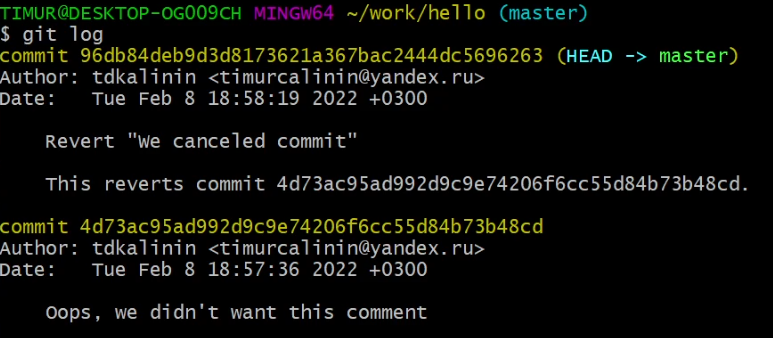 TIMUR@DESKTOP-OGO09CH MINGW64 ~/work/hello (master)
$ git log
commit 96db84deb9d3d8173621a367bac2444dc5696263 (HEAD -> master)
Author: tdkalinin <timurcalinin@yandex.ru>
Date:   Tue Feb 8 18:58:19 2022 +0300
Revert "We canceled commit"
This reverts commit 4d73ac95ad992d9c9e74206f6cc55d84b73b48cd.
commit 4d73ac95ad992d9c9e74206f6cc55d84b73b48cd
Author: tdkalinin <timurcalinin@yandex.ru>
Date:   Tue Feb 8 18:57:36 2022 +0300
Oops, we didn't want this comment